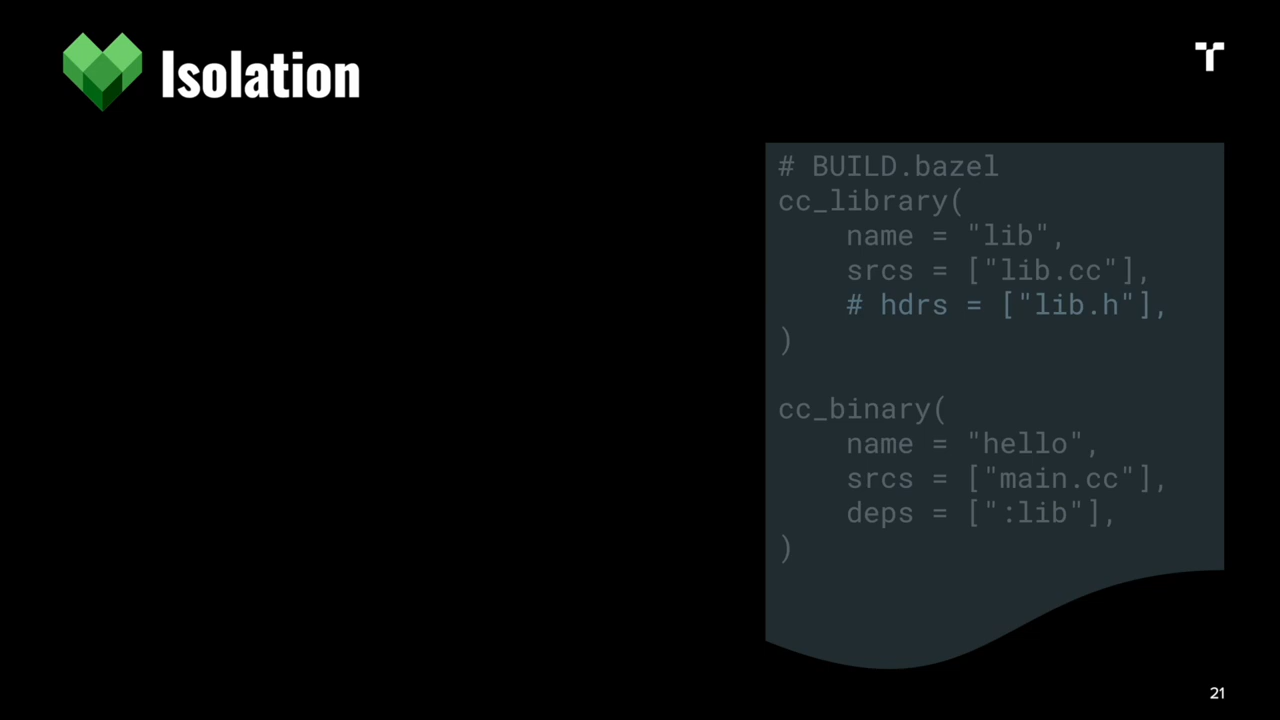 Isolation
# BUILD.bazel
cc_library(
    name = "lib",
    srcs = ["lib.cc"],
    # hdrs = ["lib.h"],
)

cc_binary(
    name = "hello",
    srcs = ["main.cc"],
    deps = [":lib"],
)
21